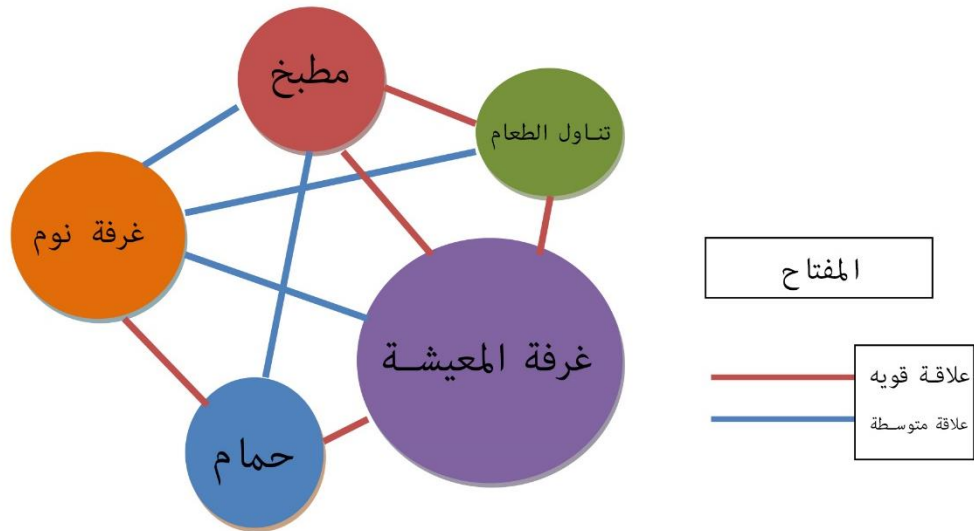 مطبخ
تناول الطعام
غرفة نوم
غرفة المعيشة
حمام
المفتاح
علاقة قويه
علاقة متوسطة